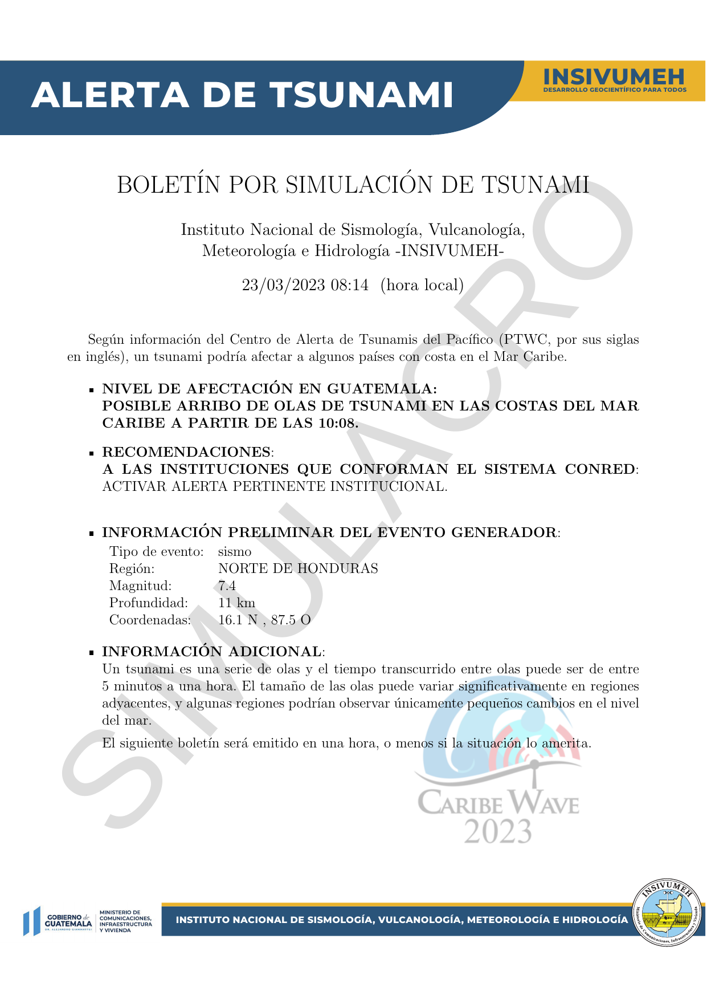 ALERTA DE TSUNAMI
INSIVUMEH
DESARROLLO GEOCIENTÍFICO PARA TODOS
BOLETÍN POR SIMULACIÓN DE TSUNAMI
Instituto Nacional de Sismología, Vulcanología,
Meteorología e Hidrología -INSIVUMEH-
23/03/2023 08:14 (hora local)
Según información del Centro de Alerta de Tsunamis del Pacífico (PTWC, por sus siglas
en inglés), un tsunami podría afectar a algunos países con costa en el Mar Caribe.
▪ NIVEL DE AFECTACIÓN EN GUATEMALA:
POSIBLE ARRIBO DE OLAS DE TSUNAMI EN LAS COSTAS DEL MAR
CARIBE A PARTIR DE LAS 10:08.
▪ RECOMENDACIONES:
A LAS INSTITUCIONES QUE CONFORMAN EL SISTEMA CONRED:
ACTIVAR ALERTA PERTINENTE INSTITUCIONAL.
▪ INFORMACIÓN PRELIMINAR DEL EVENTO GENERADOR:
Tipo de evento: sismo
Región: NORTE DE HONDURAS
Magnitud: 7.4
Profundidad: 11 km
Coordenadas: 16.1 N , 87.5 O
▪ INFORMACIÓN ADICIONAL:
Un tsunami es una serie de olas y el tiempo transcurrido entre olas puede ser de entre
5 minutos a una hora. El tamaño de las olas puede variar significativamente en regiones
adyacentes, y algunas regiones podrían observar únicamente pequeños cambios en el nivel
del mar.
El siguiente boletín será emitido en una hora, o menos si la situación lo amerita.
SIMULACRO
CARIBE WAVE
2023
GOBIERNO de
GUATEMALA
DR. ALEJANDRO GIAMMATTEI
MINISTERIO DE
COMUNICACIONES,
INFRAESTRUCTURA
Y VIVIENDA
INSTITUTO NACIONAL DE SISMOLOGÍA, VULCANOLOGÍA, METEOROLOGÍA E HIDROLOGÍA
INSIVUMEH
Ministerio de Comunicaciones, Infraestructura y Vivienda